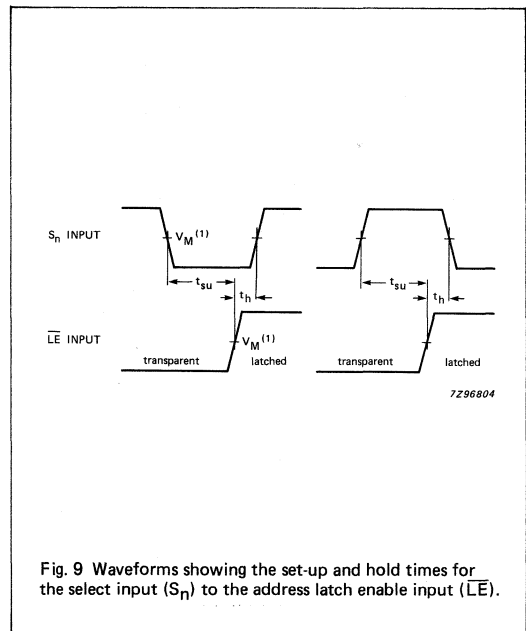 Sn INPUT
VM(1)
tsu
th
tsu
th
LE INPUT
VM(1)
transparent
latched
transparent
latched
7Z96804
Fig. 9 Waveforms showing the set-up and hold times for
the select input (Sn) to the address latch enable input (LE).